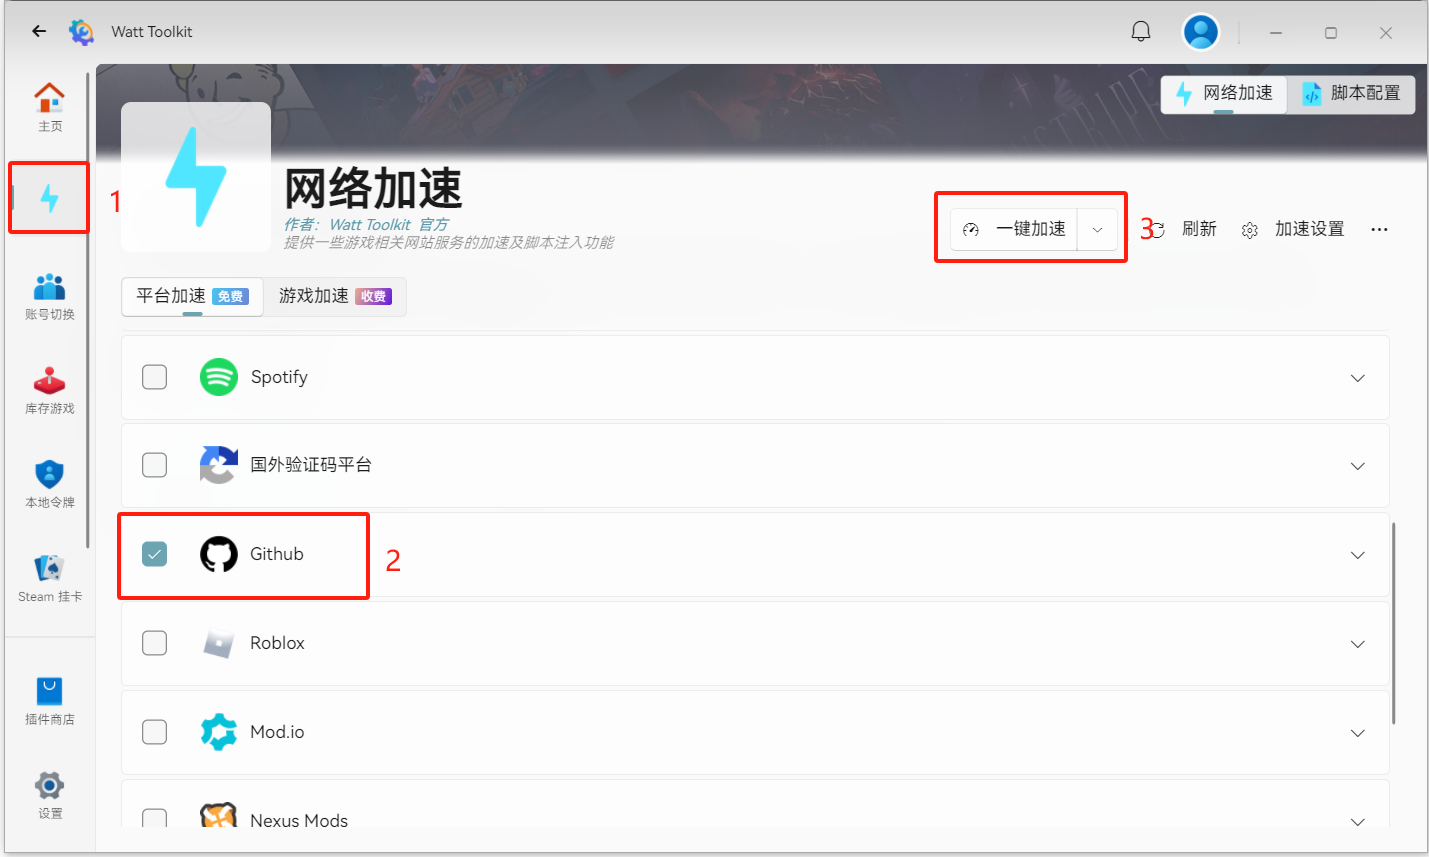 Watt Toolkit
网络加速
脚本配置
主页
1
网络加速
作者： Watt Toolkit 官方
提供一些游戏相关网站服务的加速及脚本注入功能
一键加速
3
刷新
加速设置
账号切换
平台加速 免费
游戏加速 收费
Spotify
库存游戏
国外验证码平台
本地令牌
Github
2
Steam 挂卡
Roblox
插件商店
Mod.io
设置
Nexus Mods